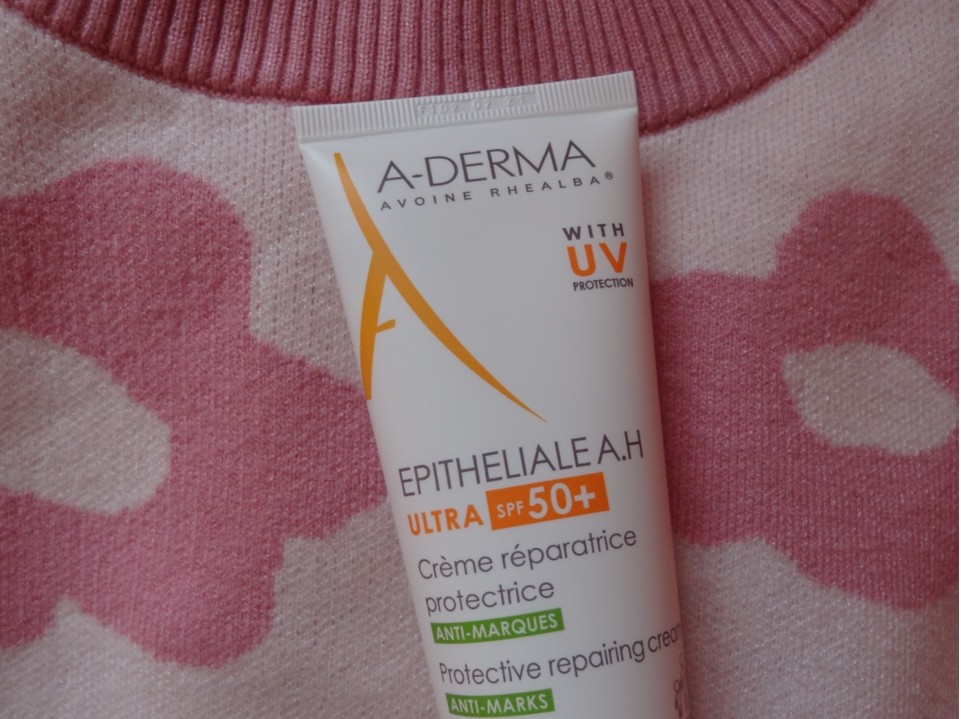 A-DERMA
AVOINE RHEALBA®
WITH
UV
PROTECTION
EPITHELIALE A.H
ULTRA SPF 50+
Crème réparatrice
protectrice
ANTI-MARQUES
Protective repairing cream
ANTI-MARKS